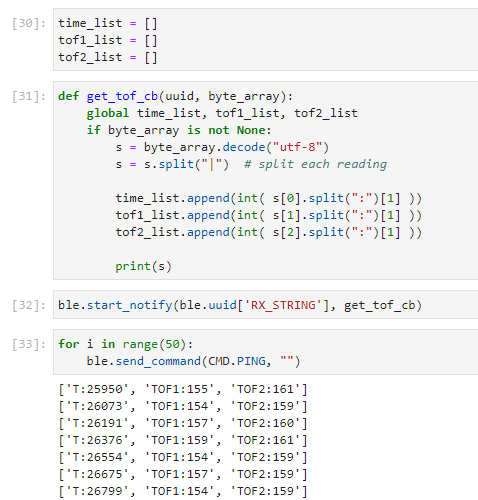 [30]: time_list = []
tof1_list = []
tof2_list = []
[31]: def get_tof_cb(uuid, byte_array):
global time_list, tof1_list, tof2_list
if byte_array is not None:
s = byte_array.decode("utf-8")
s = s.split("|")  # split each reading
time_list.append(int( s[0].split(":")[1] ))
tof1_list.append(int( s[1].split(":")[1] ))
tof2_list.append(int( s[2].split(":")[1] ))
print(s)
[32]: ble.start_notify(ble.uuid['RX_STRING'], get_tof_cb)
[33]: for i in range(50):
ble.send_command(CMD.PING, "")
['T:25950', 'TOF1:155', 'TOF2:161']
['T:26073', 'TOF1:154', 'TOF2:159']
['T:26191', 'TOF1:157', 'TOF2:160']
['T:26376', 'TOF1:159', 'TOF2:161']
['T:26554', 'TOF1:154', 'TOF2:159']
['T:26675', 'TOF1:157', 'TOF2:159']
['T:26799', 'TOF1:154', 'TOF2:159']